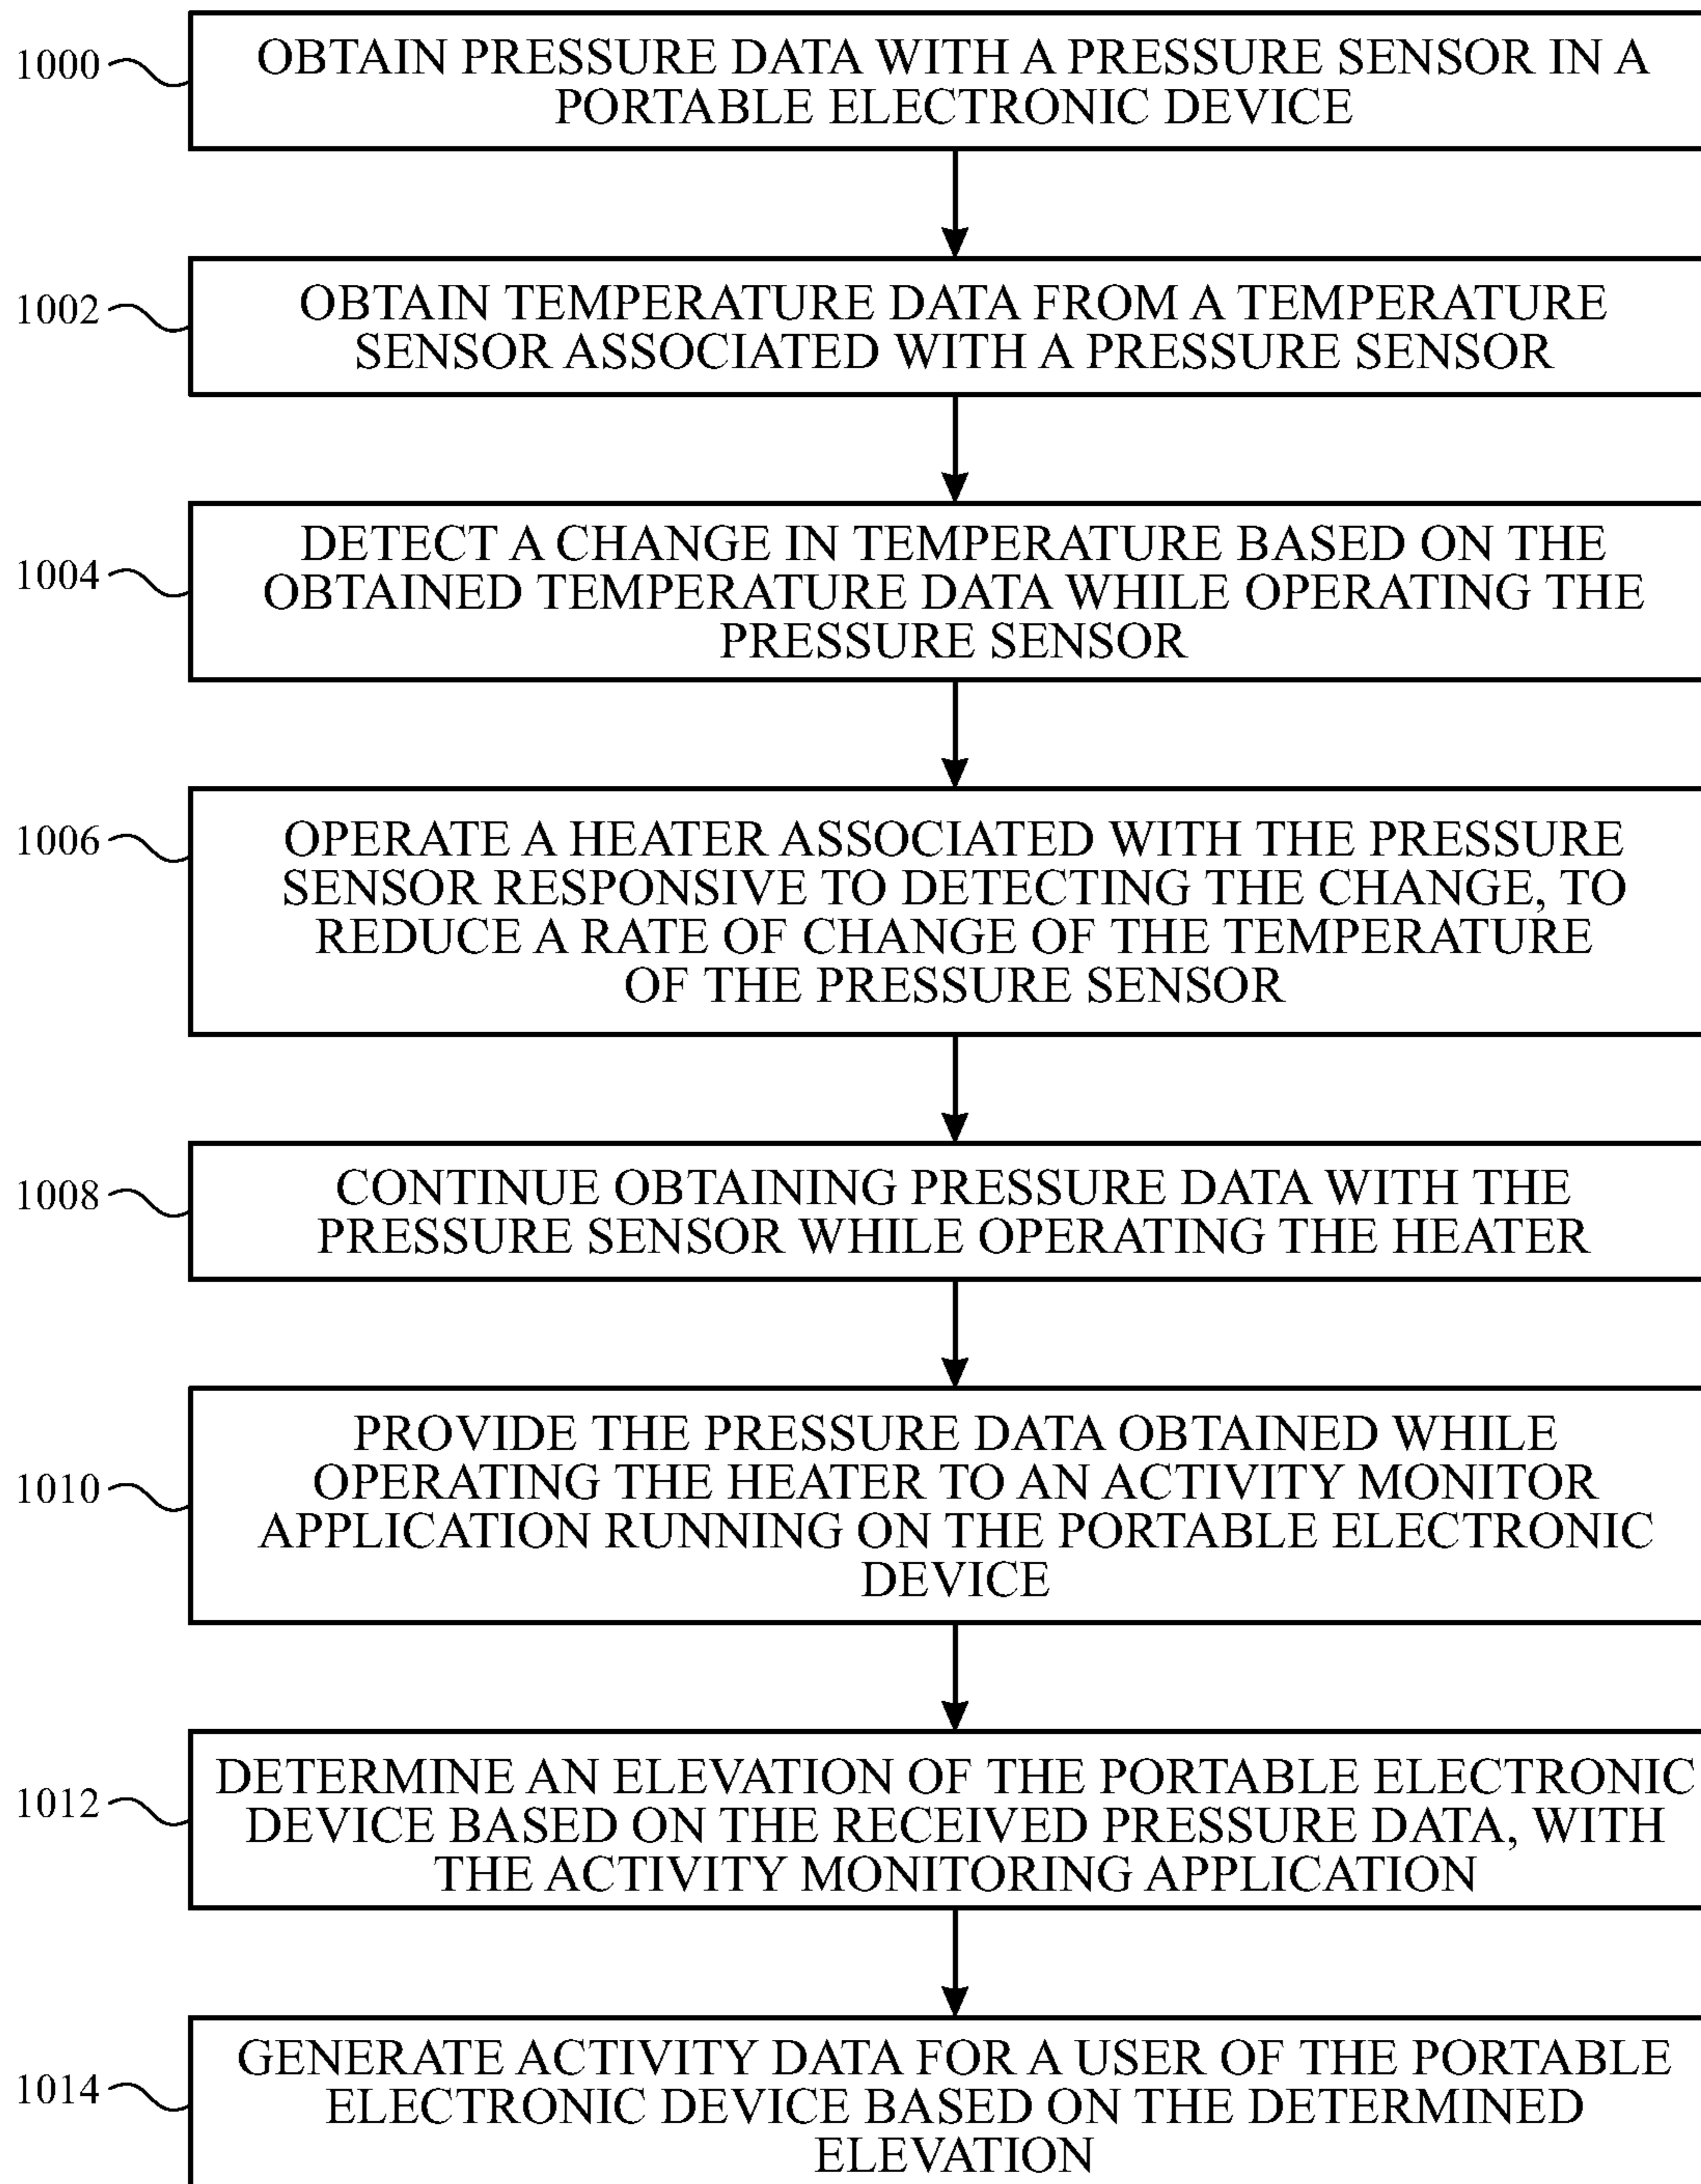 1000
OBTAIN PRESSURE DATA WITH A PRESSURE SENSOR IN A
PORTABLE ELECTRONIC DEVICE
1002
OBTAIN TEMPERATURE DATA FROM A TEMPERATURE
SENSOR ASSOCIATED WITH A PRESSURE SENSOR
1004
DETECT A CHANGE IN TEMPERATURE BASED ON THE
OBTAINED TEMPERATURE DATA WHILE OPERATING THE
PRESSURE SENSOR
1006
OPERATE A HEATER ASSOCIATED WITH THE PRESSURE
SENSOR RESPONSIVE TO DETECTING THE CHANGE, TO
REDUCE A RATE OF CHANGE OF THE TEMPERATURE
OF THE PRESSURE SENSOR
1008
CONTINUE OBTAINING PRESSURE DATA WITH THE
PRESSURE SENSOR WHILE OPERATING THE HEATER
1010
PROVIDE THE PRESSURE DATA OBTAINED WHILE
OPERATING THE HEATER TO AN ACTIVITY MONITOR
APPLICATION RUNNING ON THE PORTABLE ELECTRONIC
DEVICE
1012
DETERMINE AN ELEVATION OF THE PORTABLE ELECTRONIC
DEVICE BASED ON THE RECEIVED PRESSURE DATA, WITH
THE ACTIVITY MONITORING APPLICATION
1014
GENERATE ACTIVITY DATA FOR A USER OF THE PORTABLE
ELECTRONIC DEVICE BASED ON THE DETERMINED
ELEVATION